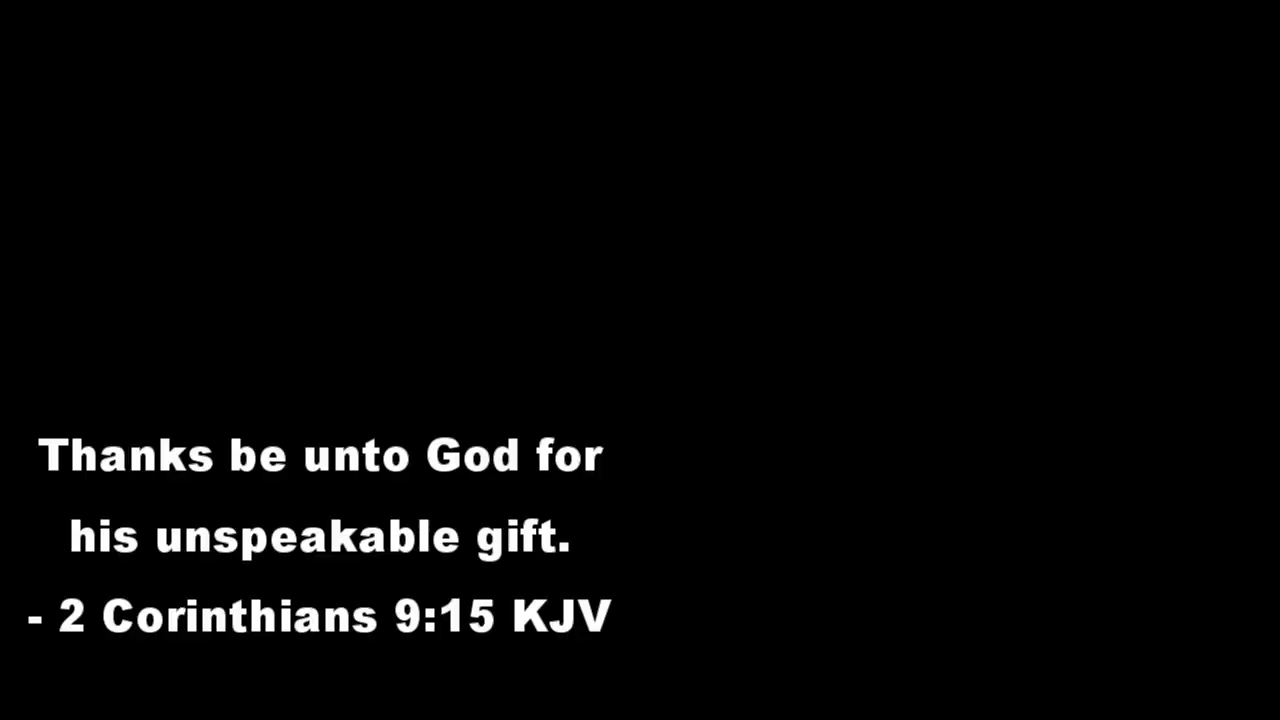 Thanks be unto God for
his unspeakable gift.
- 2 Corinthians 9:15 KJV